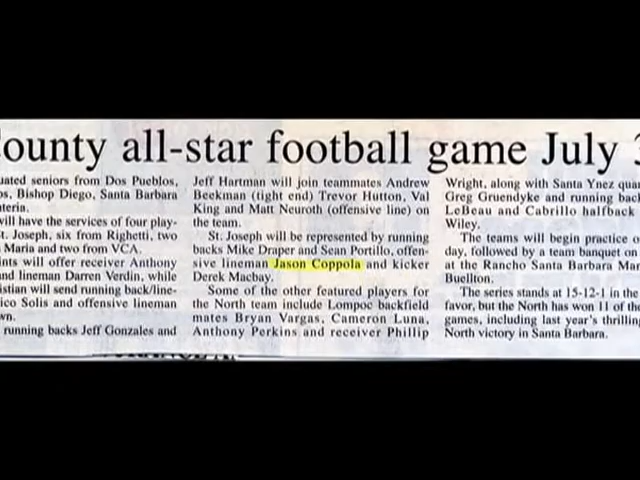 ounty all-star football game July 3
uated seniors from Dos Pueblos,
os, Bishop Diego, Santa Barbara
nteria.
will have the services of four play-
t. Joseph, six from Righetti, two
Maria and two from VCA.
ints will offer receiver Anthony
nd lineman Darren Verdin, while
istian will send running back/line-
ico Solis and offensive lineman
wn.
running backs Jeff Gonzales and
Jeff Hartman will join teammates Andrew
Beekman (tight end) Trevor Hutton, Val
King and Matt Neuroth (offensive line) on
the team.
St. Joseph will be represented by running
backs Mike Draper and Sean Portillo, offen-
sive lineman Jason Coppola and kicker
Derek Macbay.
Some of the other featured players for
the North team include Lompoc backfield
mates Bryan Vargas, Cameron Luna,
Anthony Perkins and receiver Phillip
Wright, along with Santa Ynez qua
Greg Gruendyke and running back
LeBeau and Cabrillo halfback
Wiley.
The teams will begin practice o
day, followed by a team banquet on
at the Rancho Santa Barbara Mar
Buellton.
The series stands at 15-12-1 in the
favor, but the North has won 11 of the
games, including last year's thrilling
North victory in Santa Barbara.